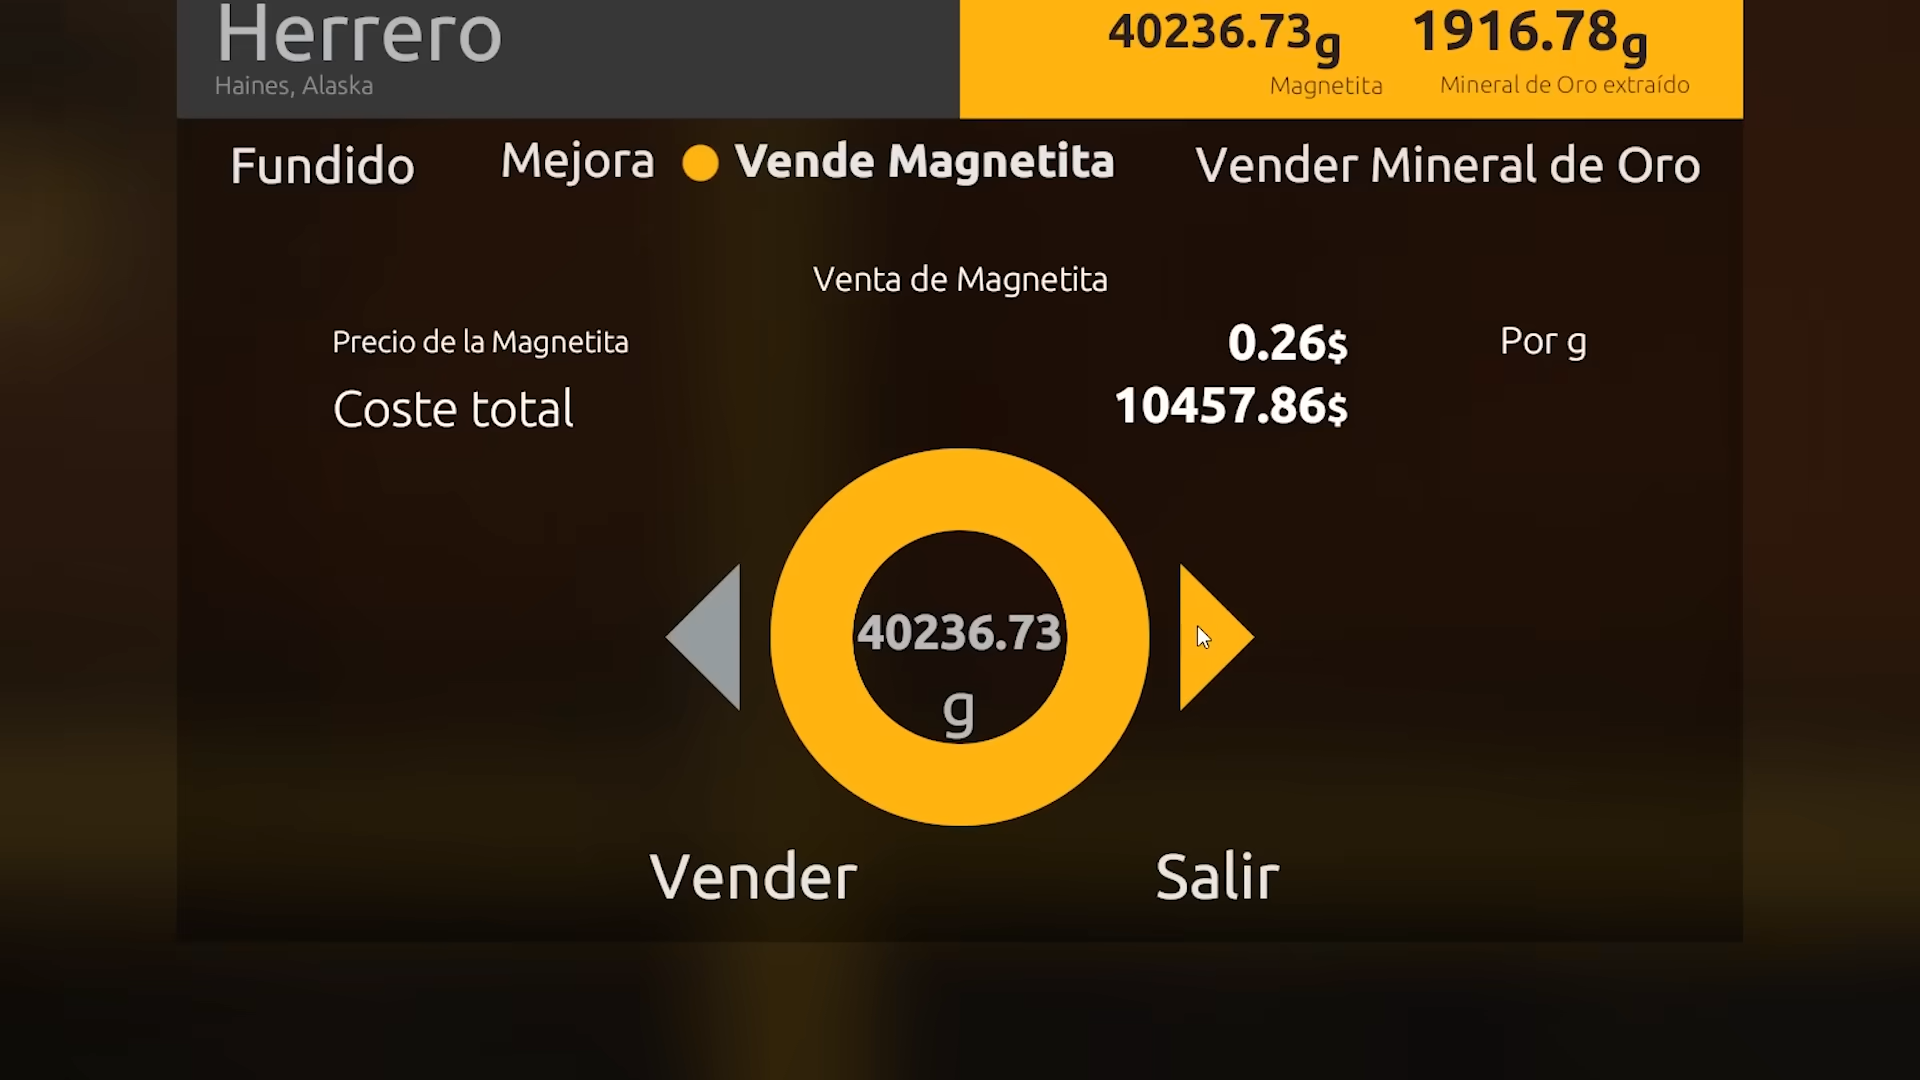 Herrero
Haines, Alaska
40236.73g
Magnetita
1916.78g
Mineral de Oro extraído
Fundido
Mejora
Vende Magnetita
Vender Mineral de Oro
Venta de Magnetita
Precio de la Magnetita
0.26$
Por g
Coste total
10457.86$
40236.73
g
Vender
Salir